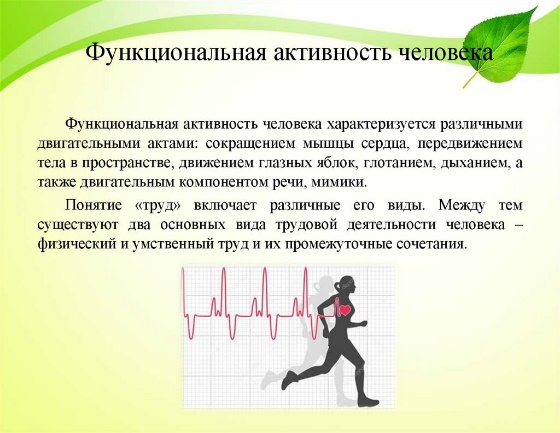 Функциональная активность человека
Функциональная активность человека характеризуется различными
двигательными актами: сокращением мышцы сердца, передвижением
тела в пространстве, движением глазных яблок, глотанием, дыханием, а
также двигательным компонентом речи, мимики.
Понятие «труд» включает различные его виды. Между тем
существуют два основных вида трудовой деятельности человека –
физический и умственный труд и их промежуточные сочетания.